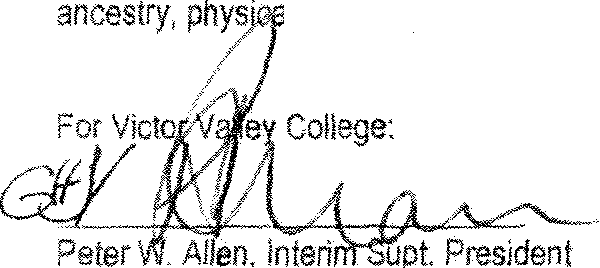 ancestry, physica
For Victor Valley College:
Peter W. Allen, Interim Supt. President